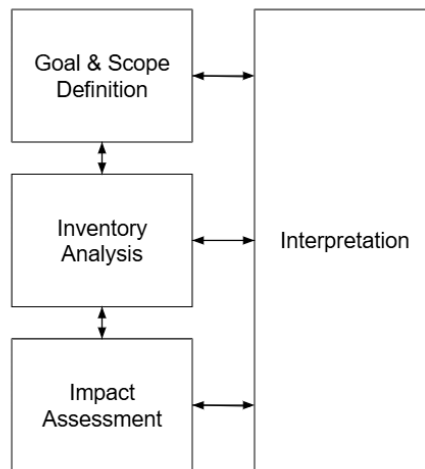 Goal & Scope
Definition
Inventory
Analysis
Interpretation
Impact
Assessment